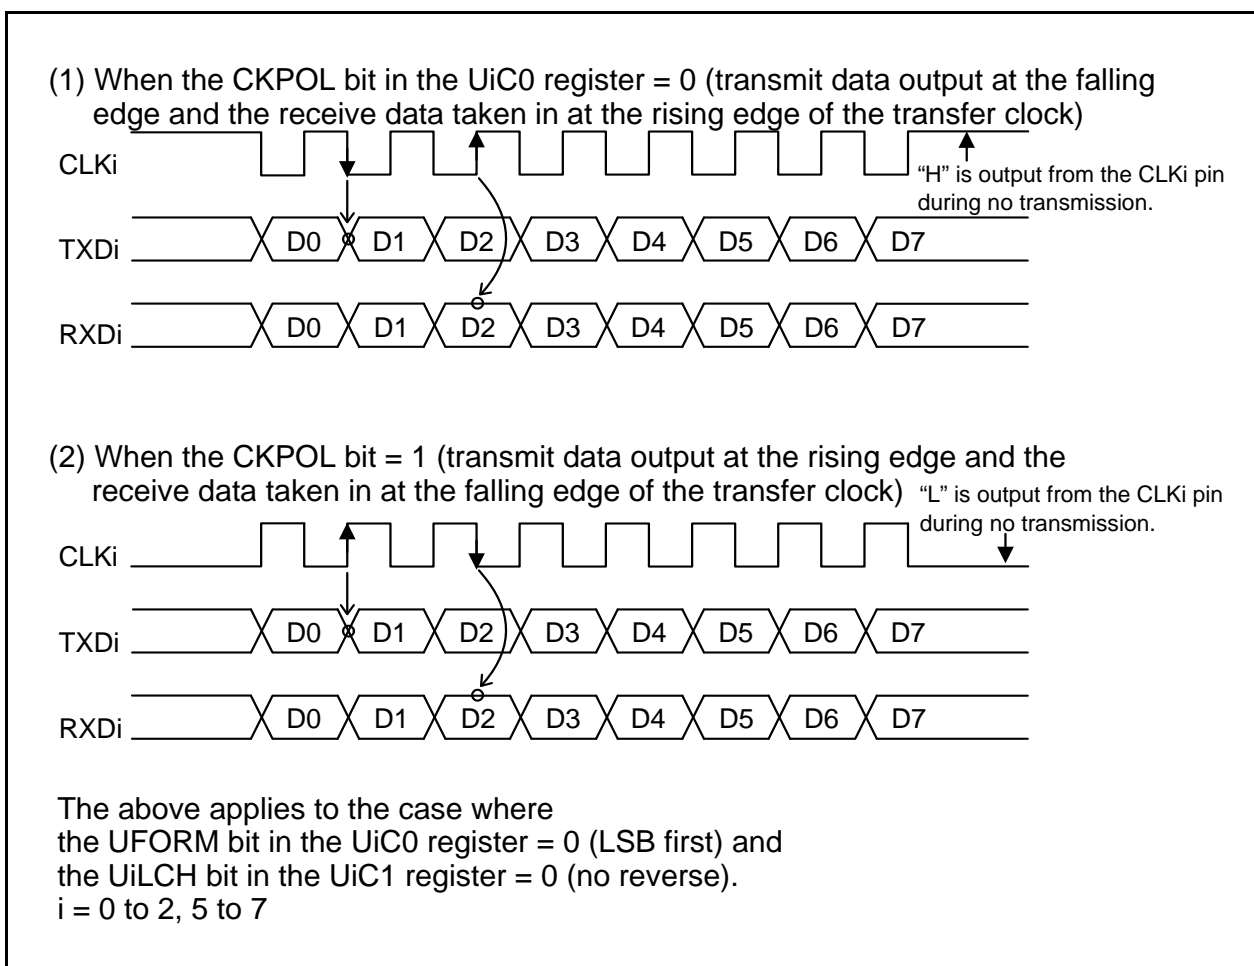 (1) When the CKPOL bit in the UiC0 register = 0 (transmit data output at the falling
edge and the receive data taken in at the rising edge of the transfer clock)
CLKi
“H” is output from the CLKi pin
during no transmission.
TXDi D0 D1 D2 D3 D4 D5 D6 D7
RXDi D0 D1 D2 D3 D4 D5 D6 D7
(2) When the CKPOL bit = 1 (transmit data output at the rising edge and the
receive data taken in at the falling edge of the transfer clock)
“L” is output from the CLKi pin
during no transmission.
CLKi
TXDi D0 D1 D2 D3 D4 D5 D6 D7
RXDi D0 D1 D2 D3 D4 D5 D6 D7
The above applies to the case where
the UFORM bit in the UiC0 register = 0 (LSB first) and
the UiLCH bit in the UiC1 register = 0 (no reverse).
i = 0 to 2, 5 to 7